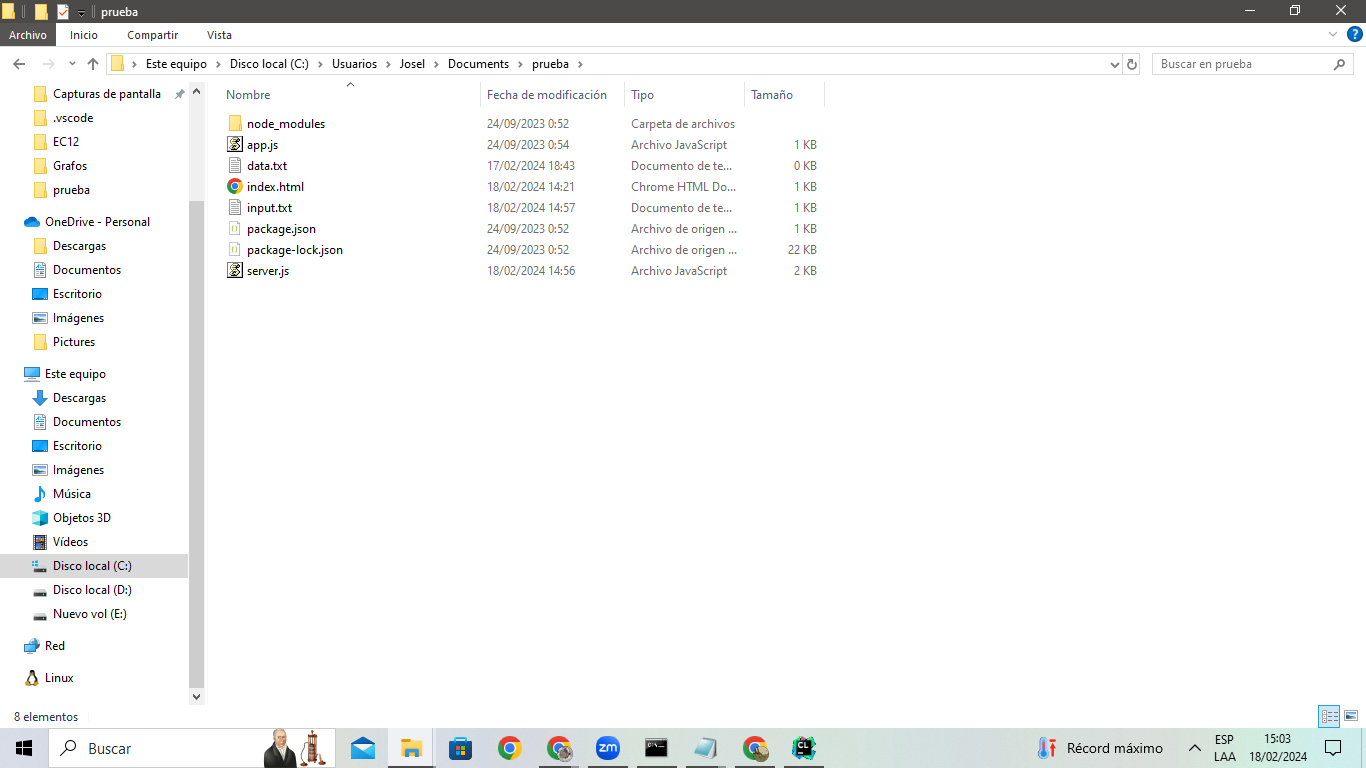 prueba
Archivo Inicio Compartir Vista
Este equipo Disco local (C:) Usuarios Josel Documents prueba
Buscar en prueba
Capturas de pantalla
.vscode
EC12
Grafos
prueba
OneDrive - Personal
Descargas
Documentos
Escritorio
Imágenes
Pictures
Este equipo
Descargas
Documentos
Escritorio
Imágenes
Música
Objetos 3D
Vídeos
Disco local (C:)
Disco local (D:)
Nuevo vol (E:)
Red
Linux
Nombre Fecha de modificación Tipo Tamaño
node_modules 24/09/2023 0:52 Carpeta de archivos
app.js 24/09/2023 0:54 Archivo JavaScript 1 KB
data.txt 17/02/2024 18:43 Documento de te... 0 KB
index.html 18/02/2024 14:21 Chrome HTML Do... 1 KB
input.txt 18/02/2024 14:57 Documento de te... 1 KB
package.json 24/09/2023 0:52 Archivo de origen ... 1 KB
package-lock.json 24/09/2023 0:52 Archivo de origen ... 22 KB
server.js 18/02/2024 14:56 Archivo JavaScript 2 KB
8 elementos
Buscar
zm
CL
Récord máximo
ESP
LAA
15:03
18/02/2024